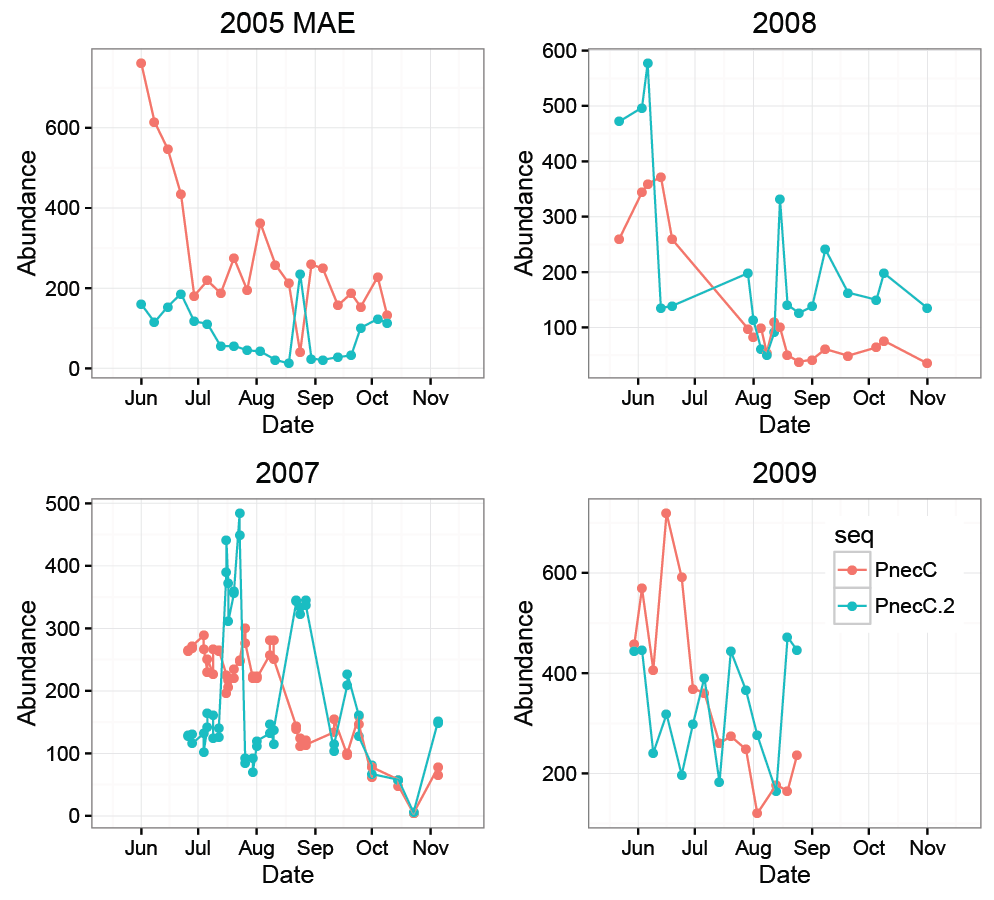 2005 MAE
Abundance
600
400
200
0
Jun Jul Aug Sep Oct Nov
Date
2008
Abundance
600
500
400
300
200
100
Jun Jul Aug Sep Oct Nov
Date
2007
Abundance
500
400
300
200
100
0
Jun Jul Aug Sep Oct Nov
Date
2009
Abundance
600
400
200
seq
PnecC
PnecC.2
Jun Jul Aug Sep Oct Nov
Date